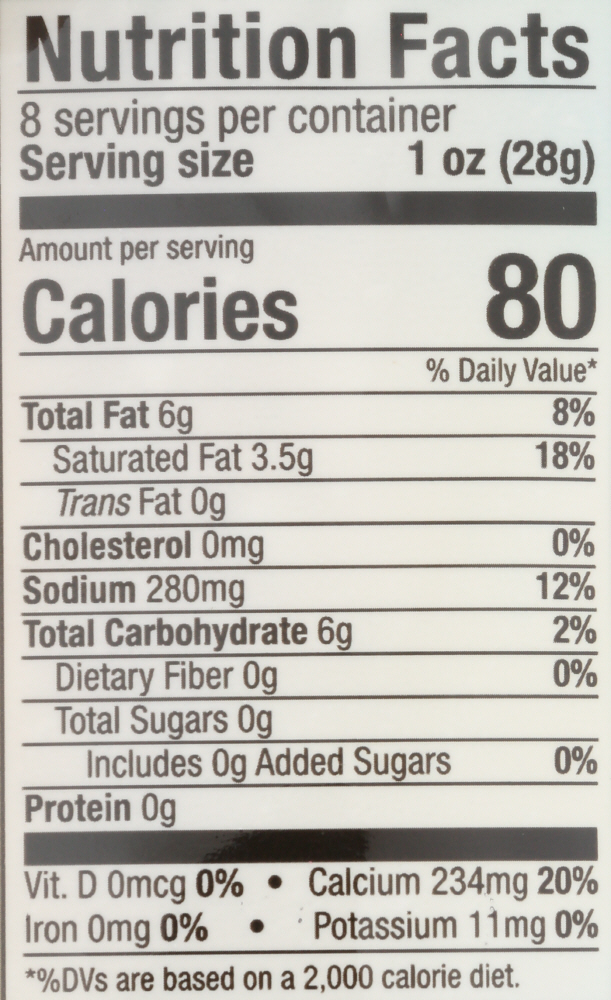 Nutrition Facts
8 servings per container
Serving size 1 oz (28g)
Amount per serving
Calories 80
% Daily Value*
Total Fat 6g 8%
Saturated Fat 3.5g 18%
Trans Fat 0g
Cholesterol 0mg 0%
Sodium 280mg 12%
Total Carbohydrate 6g 2%
Dietary Fiber 0g 0%
Total Sugars 0g
Includes 0g Added Sugars 0%
Protein 0g
Vit. D 0mcg 0% • Calcium 234mg 20%
Iron 0mg 0% • Potassium 11mg 0%
*%DVs are based on a 2,000 calorie diet.